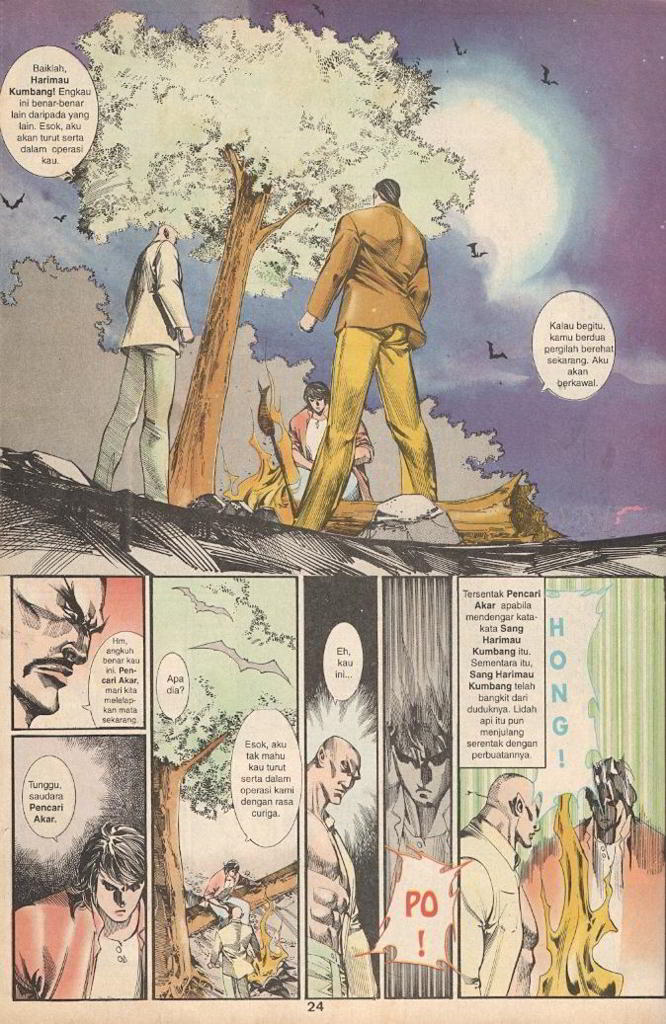 Baiklah,
Harimau
Kumbang! Engkau
ini benar-benar
lain daripada yang
lain. Esok, aku
akan turut serta
dalam operasi
kau.
Kalau begitu,
kamu berdua
pergilah berehat
sekarang. Aku
akan
berkawal.
Hm,
angkuh
benar kau
ini. Pen-
cari Akar,
mari kita
melelap-
kan mata
sekarang.
Tunggu,
saudara
Pencari
Akar.
Apa
dia?
Esok, aku
tak mahu
kau turut
serta dalam
operasi kami
dengan rasa
curiga.
Eh,
kau
ini...
PO
!
Tersentak Pencari
Akar apabila
mendengar kata-
kata Sang
Harimau
Kumbang itu.
Sementara itu,
Sang Harimau
Kumbang telah
bangkit dari
duduknya. Lidah
api itu pun
menjulang
serentak dengan
perbuatannya.
HONG!
24